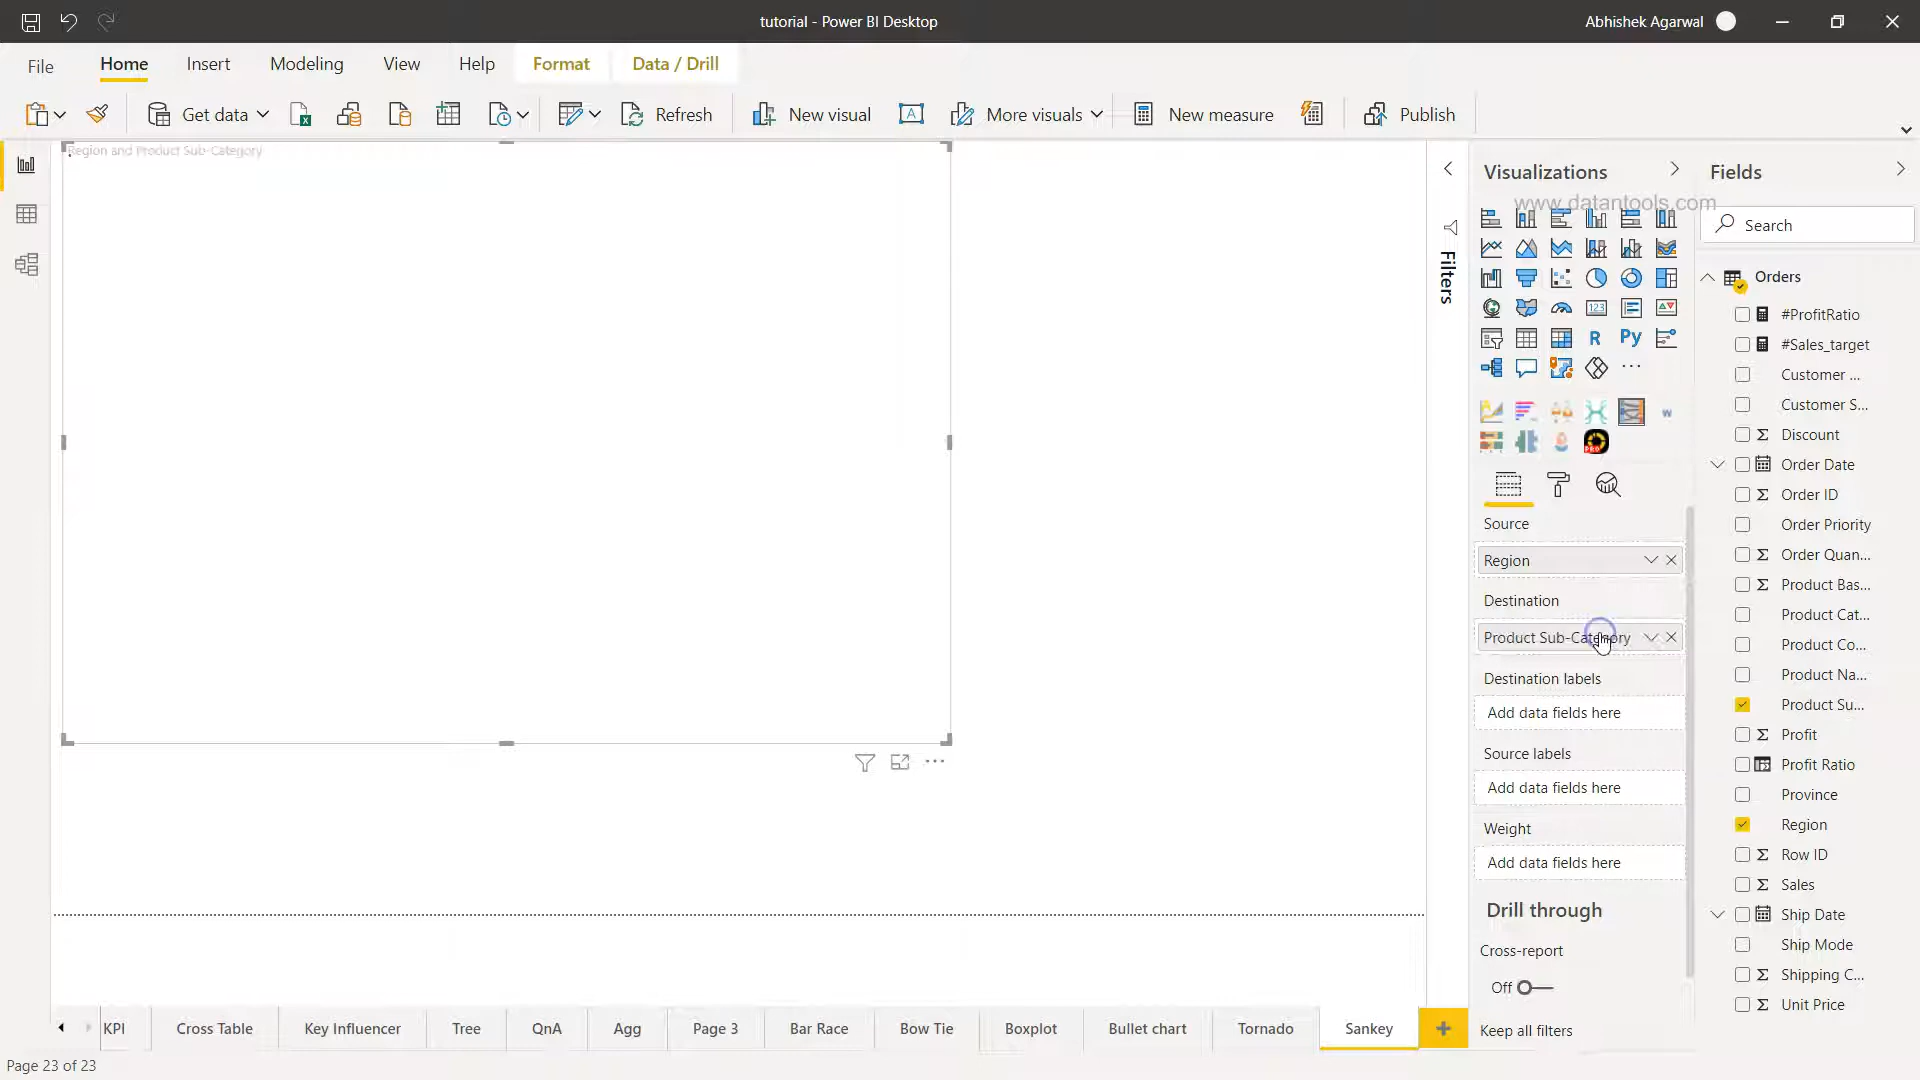 tutorial - Power BI Desktop
Abhishek Agarwal
File
Home
Insert
Modeling
View
Help
Format
Data / Drill
Get data
Refresh
New visual
More visuals
New measure
Publish
Region and Product Sub-Category
Filters
Visualizations
www.datantools.com
123
R
Py
W
PRO
Source
Region
Destination
Product Sub-Category
Destination labels
Add data fields here
Source labels
Add data fields here
Weight
Add data fields here
Drill through
Cross-report
Off
Keep all filters
Fields
Search
Orders
#ProfitRatio
#Sales_target
Customer ...
Customer S...
Σ Discount
Order Date
Σ Order ID
Order Priority
Σ Order Quan...
Σ Product Bas...
Product Cat...
Product Co...
Product Na...
Product Su...
Σ Profit
Profit Ratio
Province
Region
Σ Row ID
Σ Sales
Ship Date
Ship Mode
Σ Shipping C...
Σ Unit Price
KPI
Cross Table
Key Influencer
Tree
QnA
Agg
Page 3
Bar Race
Bow Tie
Boxplot
Bullet chart
Tornado
Sankey
Page 23 of 23